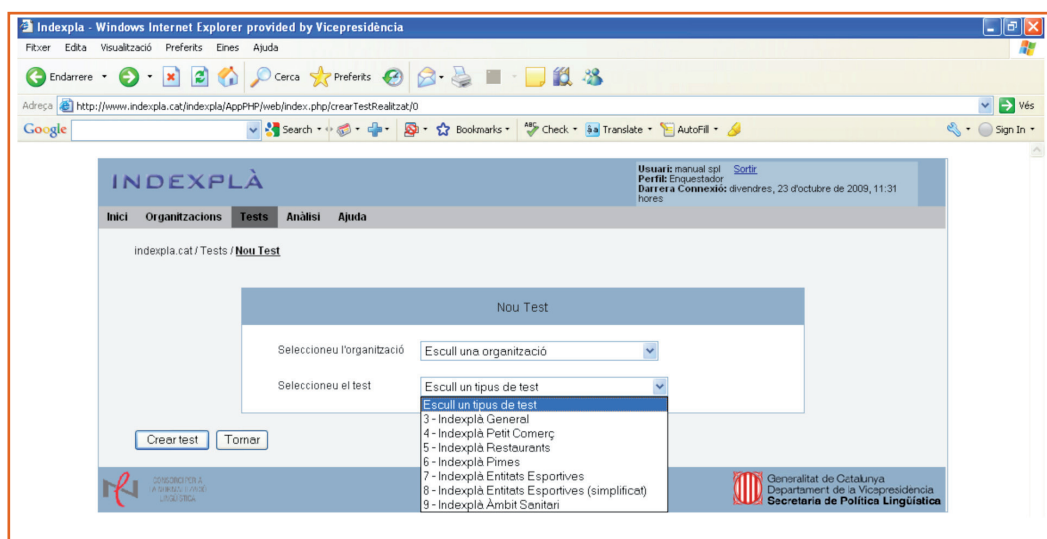 Indexpla - Windows Internet Explorer provided by Vicepresidència
Fitxer Edita Visualització Preferits Eines Ajuda
Endarrere Cerca Preferits
Adreça http://www.indexpla.cat/indexpla/AppPHP/web/index.php/crearTestRealitzat/0 Vés
Google Search Bookmarks Check Translate AutoFill Sign In
INDEXPLÀ
Usuari: manual spl Sortir
Perfil: Enquestador
Darrera Connexió: divendres, 23 d'octubre de 2009, 11:31
hores
Inici Organitzacions Tests Anàlisi Ajuda
indexpla.cat / Tests / Nou Test
Nou Test
Seleccioneu l'organització Escull una organització
Seleccioneu el test Escull un tipus de test
Escull un tipus de test
3 - Indexplà General
4 - Indexplà Petit Comerç
5 - Indexplà Restaurants
6 - Indexplà Pimes
7 - Indexplà Entitats Esportives
8 - Indexplà Entitats Esportives (simplificat)
9 - Indexplà Àmbit Sanitari
Crear test Tornar
Generalitat de Catalunya
Departament de la Vicepresidència
Secretaria de Política Lingüística